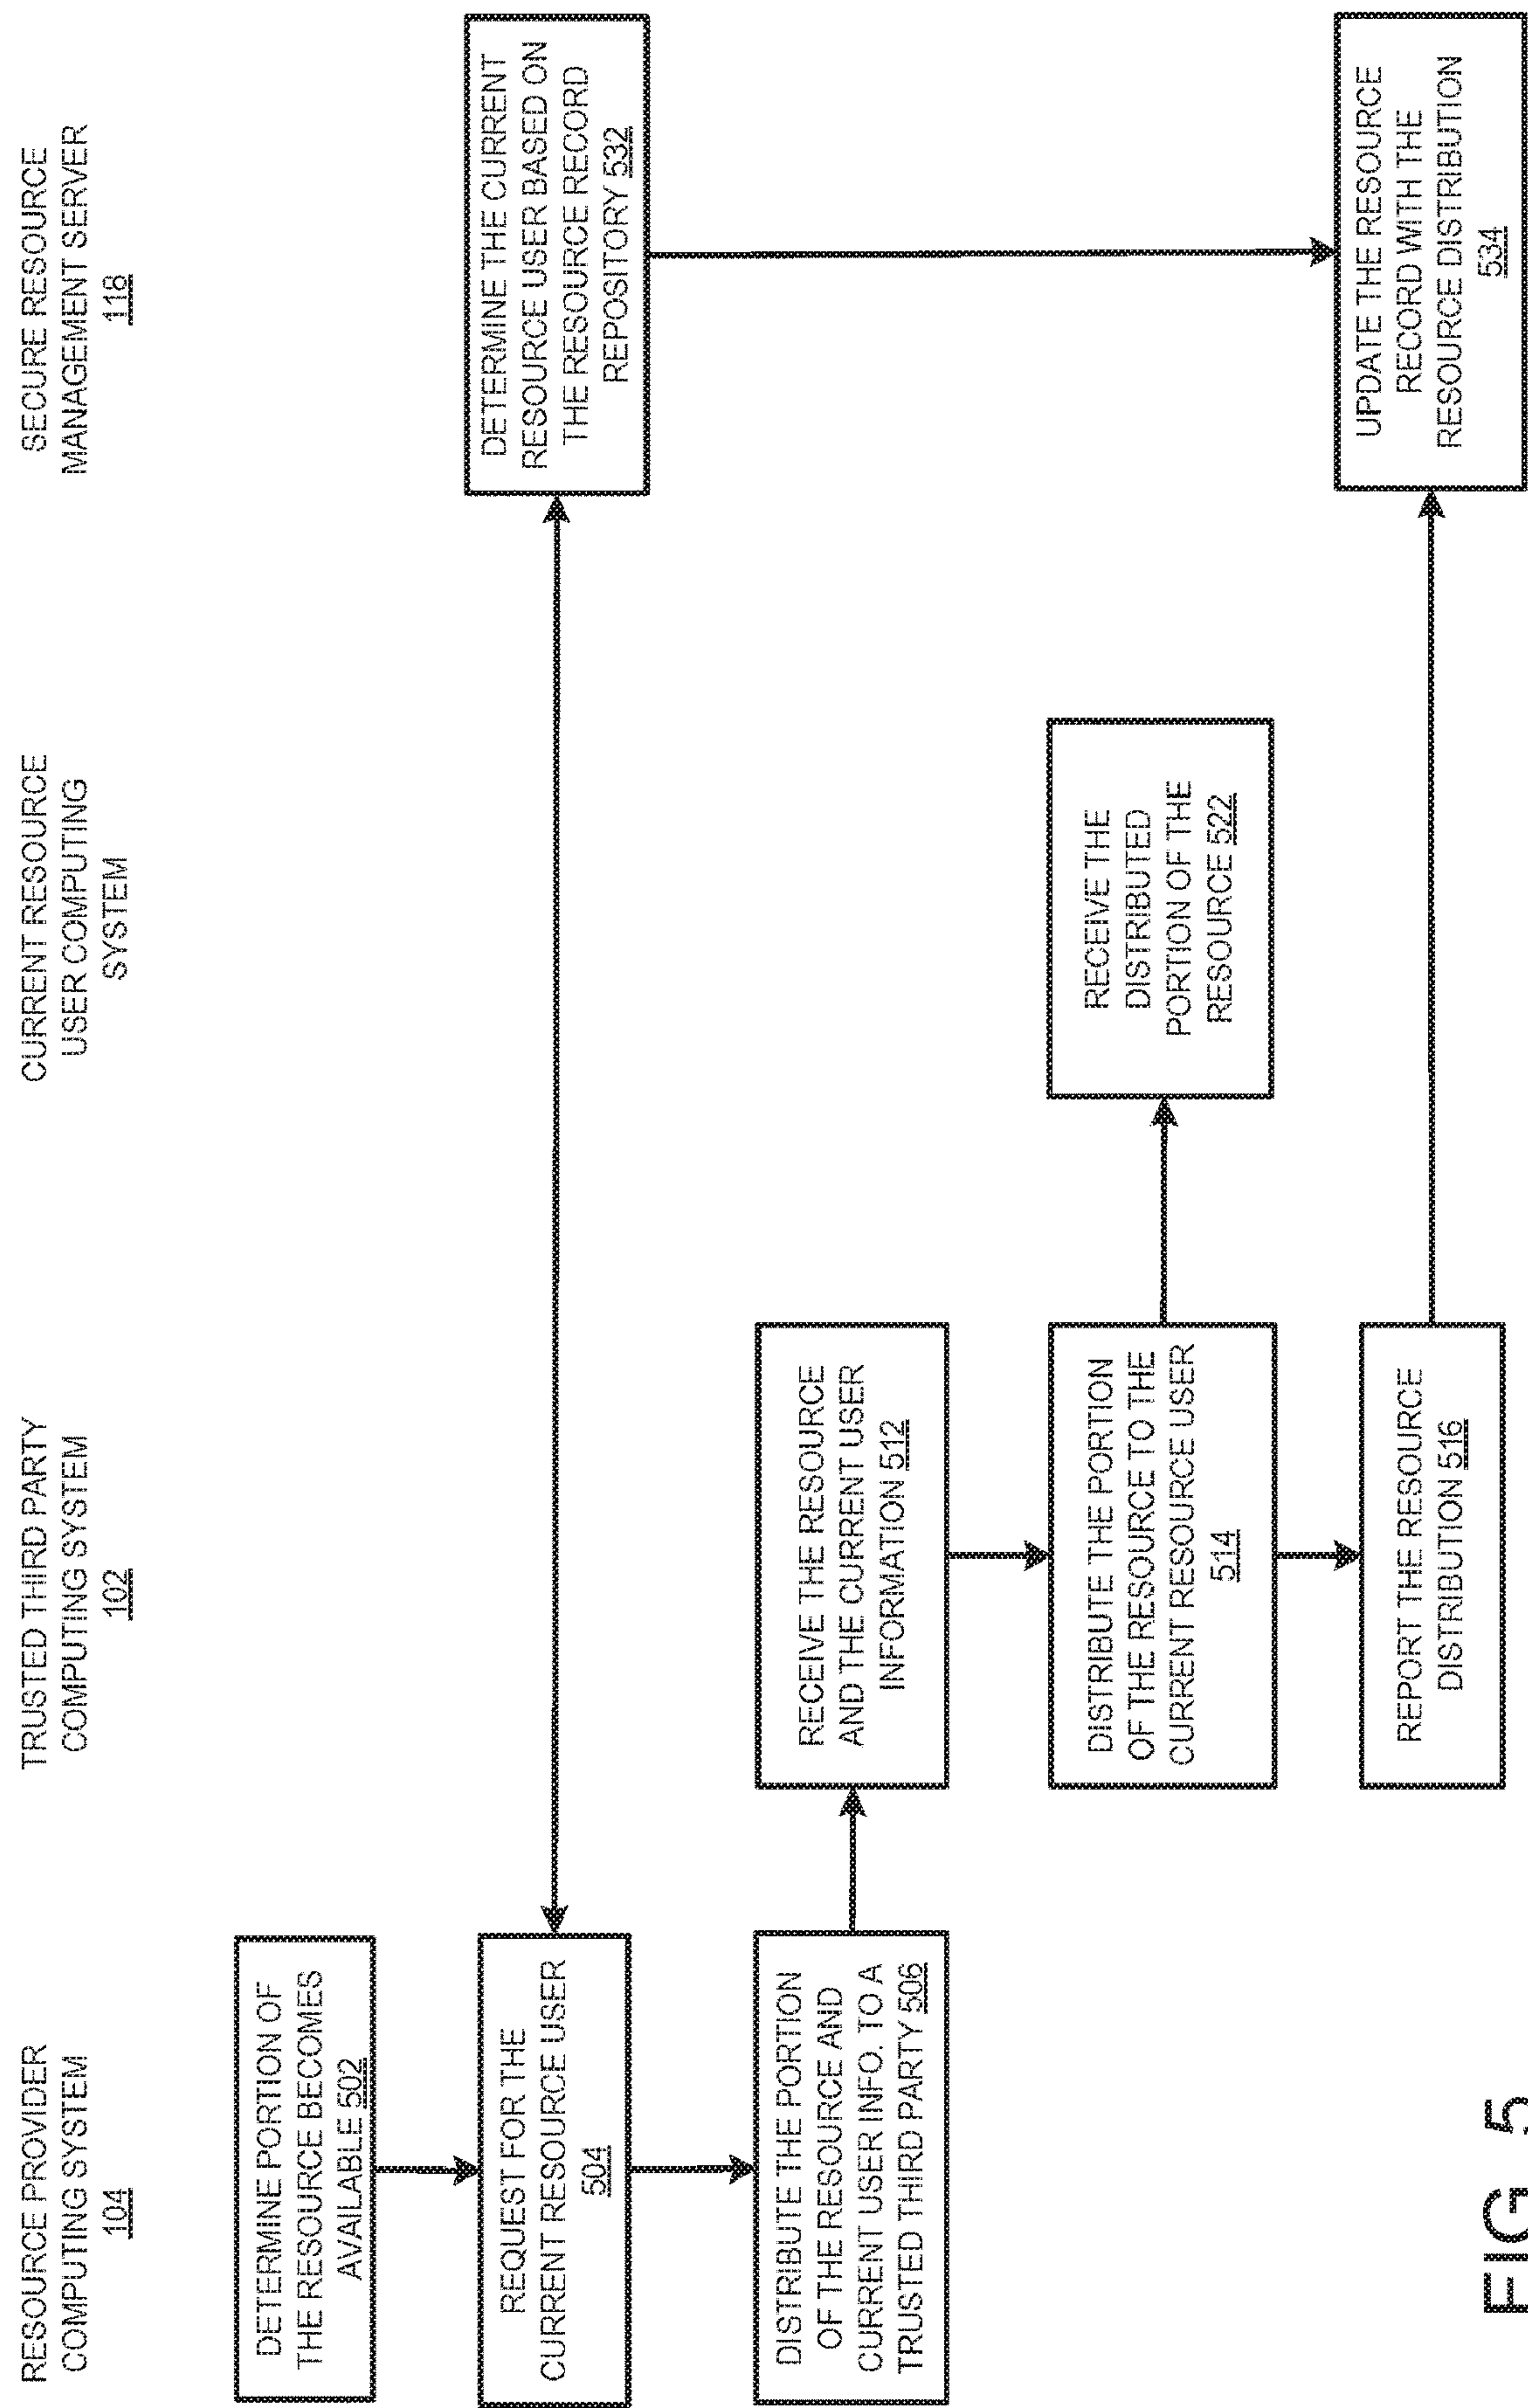 RESOURCE PROVIDER
COMPUTING SYSTEM
104
TRUSTED THIRD PARTY
COMPUTING SYSTEM
102
CURRENT RESOURCE
USER COMPUTING
SYSTEM
SECURE RESOURCE
MANAGEMENT SERVER
118
DETERMINE PORTION OF
THE RESOURCE BECOMES
AVAILABLE 502
REQUEST FOR THE
CURRENT RESOURCE USER
504
DETERMINE THE CURRENT
RESOURCE USER BASED ON
THE RESOURCE RECORD
REPOSITORY 532
DISTRIBUTE THE PORTION
OF THE RESOURCE AND
CURRENT USER INFO. TO A
TRUSTED THIRD PARTY 506
RECEIVE THE RESOURCE
AND THE CURRENT USER
INFORMATION 512
DISTRIBUTE THE PORTION
OF THE RESOURCE TO THE
CURRENT RESOURCE USER
514
RECEIVE THE
DISTRIBUTED
PORTION OF THE
RESOURCE 522
REPORT THE RESOURCE
DISTRIBUTION 516
UPDATE THE RESOURCE
RECORD WITH THE
RESOURCE DISTRIBUTION
534
FIG. 5